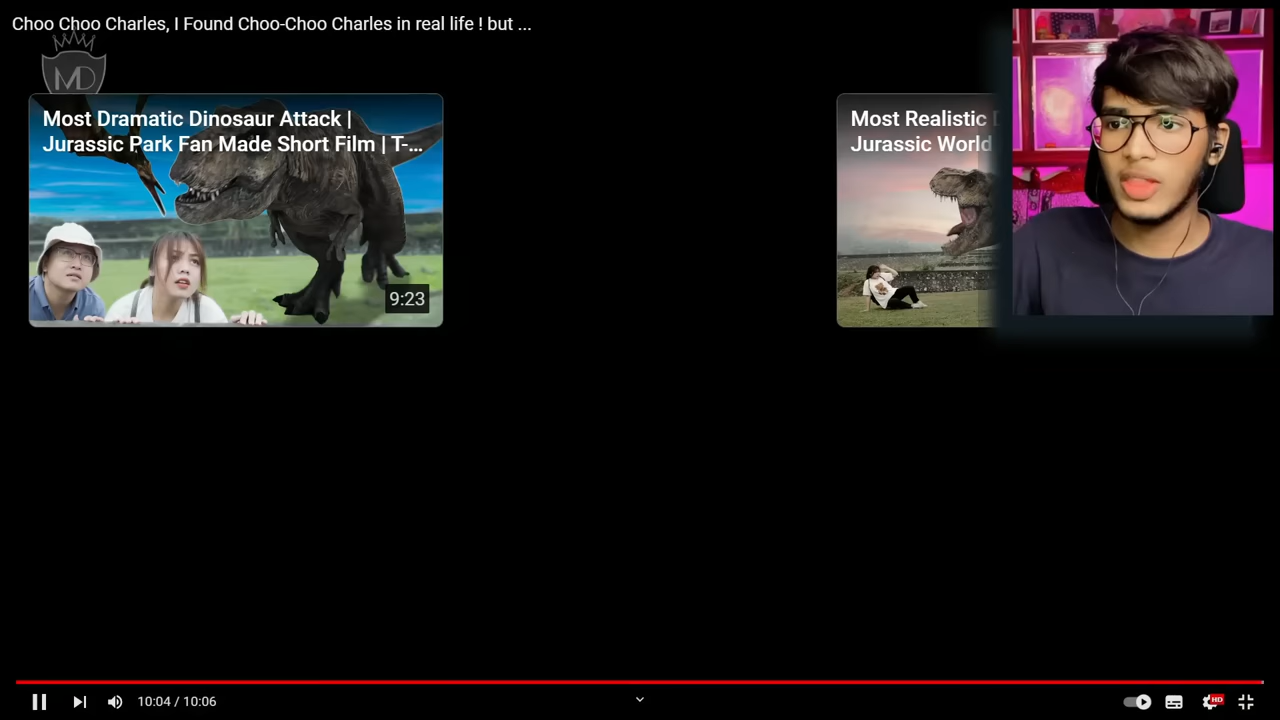 Choo Choo Charles, I Found Choo-Choo Charles in real life ! but ...
MD
Most Dramatic Dinosaur Attack |
Jurassic Park Fan Made Short Film | T-...
9:23
Most Realistic
Jurassic World
10:04 / 10:06
HD